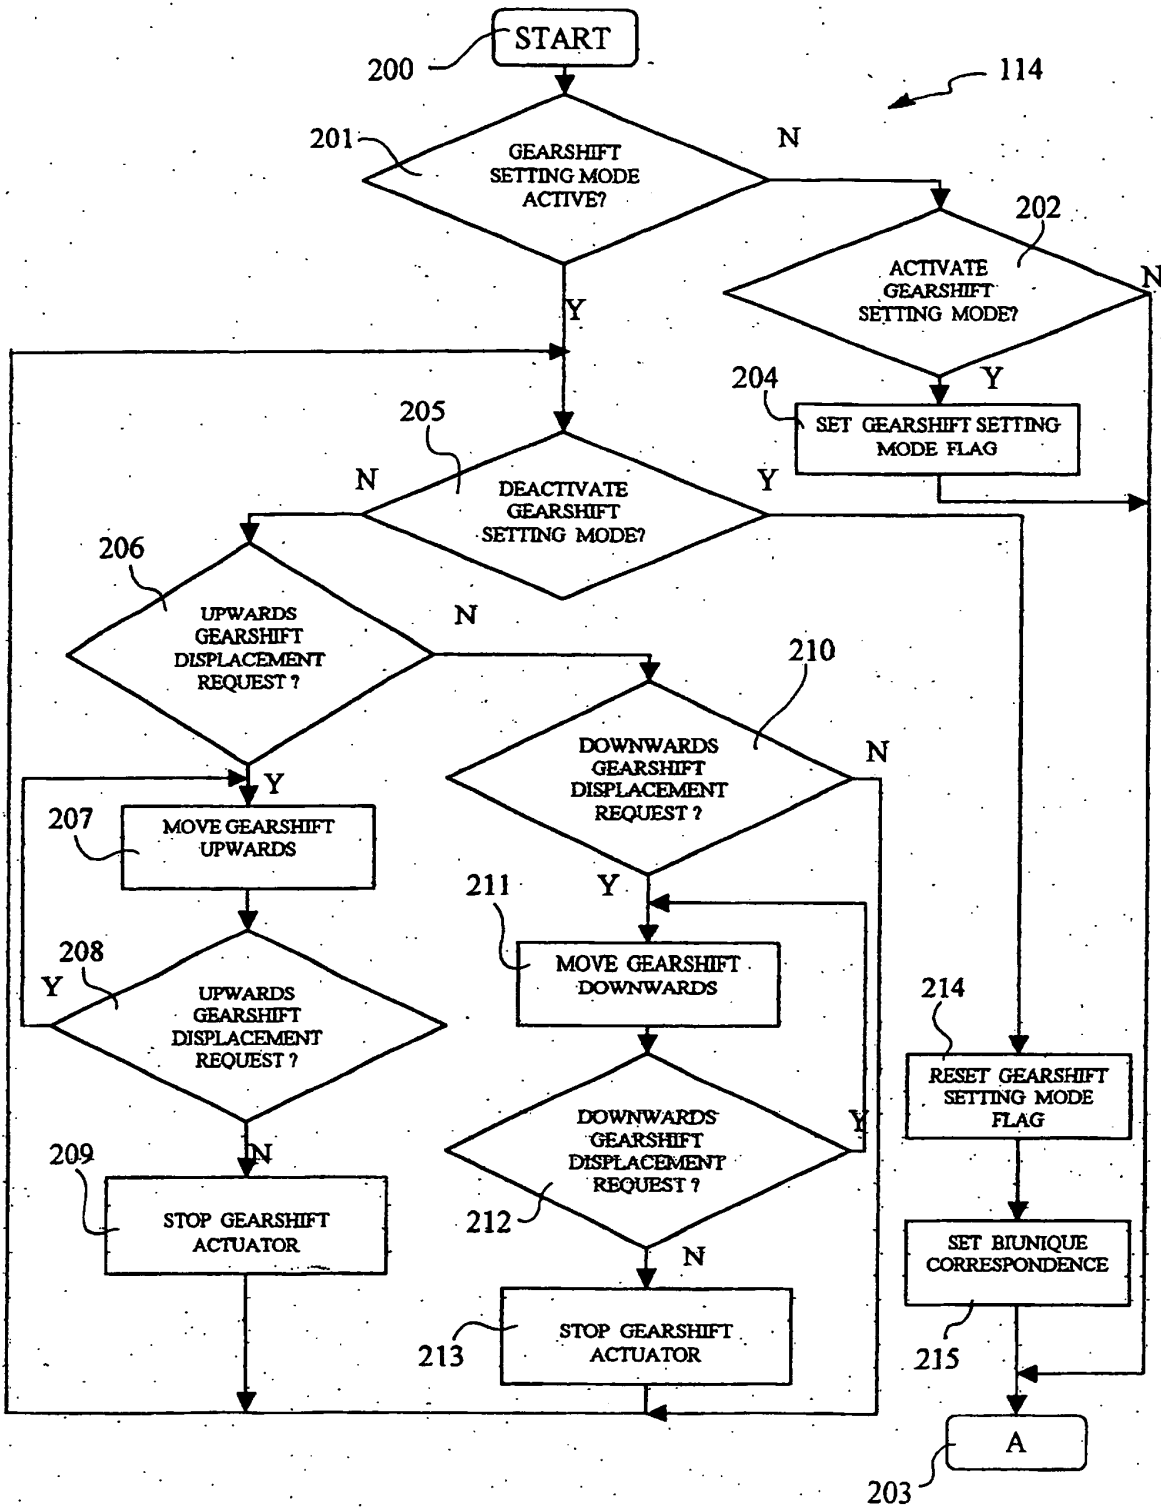 START
200
114
201
GEARSHIFT
SETTING MODE
ACTIVE?
N
202
ACTIVATE
GEARSHIFT
SETTING MODE?
N
Y
Y
204
SET GEARSHIFT SETTING
MODE FLAG
205
N
DEACTIVATE
GEARSHIFT
SETTING MODE?
Y
206
UPWARDS
GEARSHIFT
DISPLACEMENT
REQUEST ?
N
210
DOWNWARDS
GEARSHIFT
DISPLACEMENT
REQUEST ?
N
Y
207
MOVE GEARSHIFT
UPWARDS
Y
211
MOVE GEARSHIFT
DOWNWARDS
208
Y
UPWARDS
GEARSHIFT
DISPLACEMENT
REQUEST ?
214
RESET GEARSHIFT
SETTING MODE
FLAG
DOWNWARDS
GEARSHIFT
DISPLACEMENT
REQUEST ?
Y
212
N
209
STOP GEARSHIFT
ACTUATOR
SET BIUNIQUE
CORRESPONDENCE
215
N
213
STOP GEARSHIFT
ACTUATOR
A
203